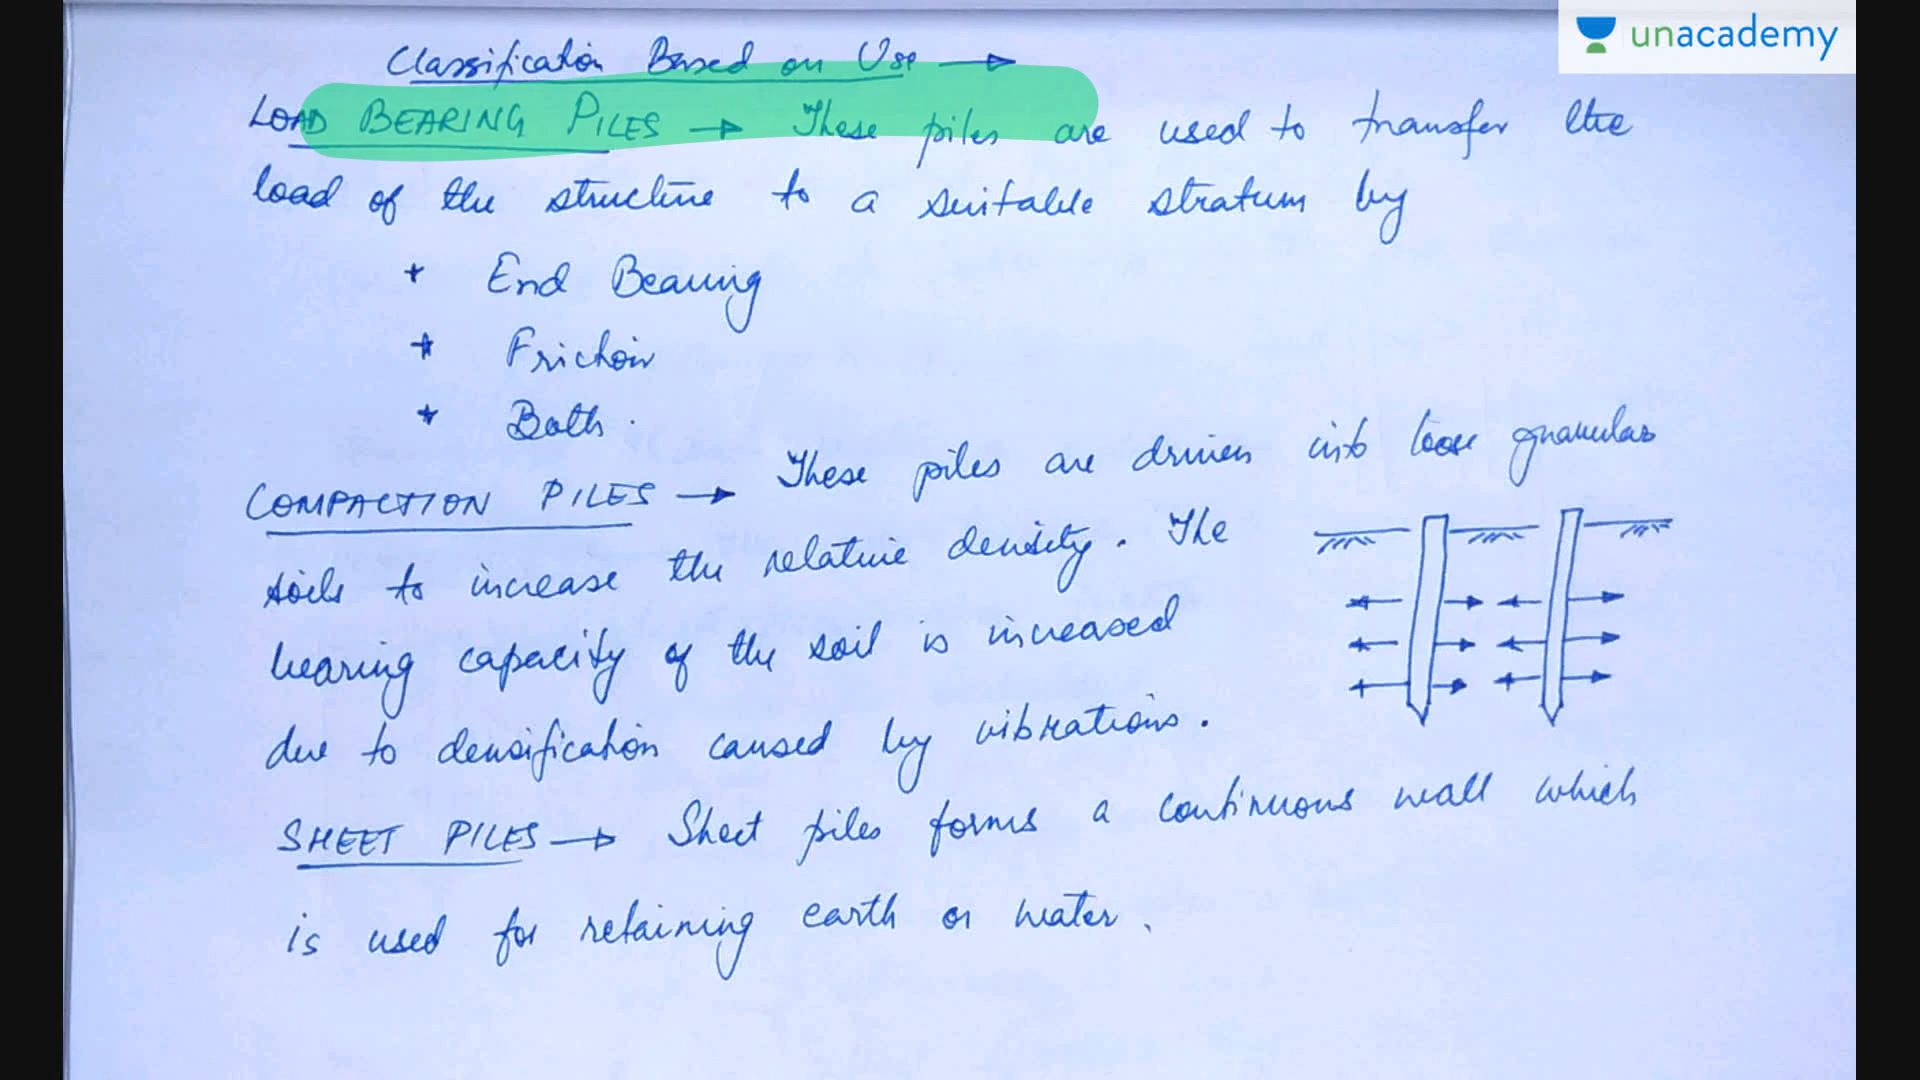 unacademy
Classification Based on Use →
LOAD BEARING PILES → These piles are used to transfer the
load of the structure to a suitable stratum by
* End Bearing
* Friction
* Both.
COMPACTION PILES → These piles are driven into loose granular
soils to increase the relative density. The
bearing capacity of the soil is increased
due to densification caused by vibrations.
SHEET PILES → Sheet piles forms a continuous wall which
is used for retaining earth or water.